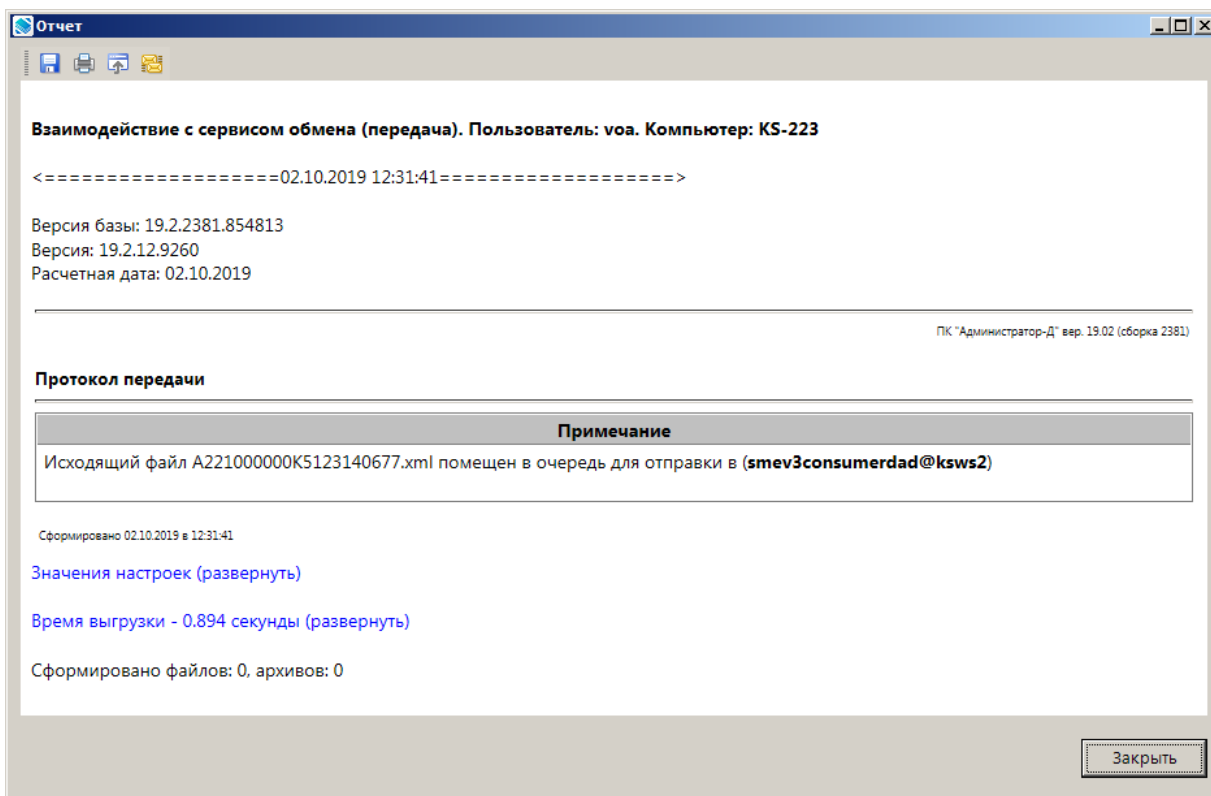 Отчет
Взаимодействие с сервисом обмена (передача). Пользователь: voa. Компьютер: KS-223
<===================02.10.2019 12:31:41===================>
Версия базы: 19.2.2381.854813
Версия: 19.2.12.9260
Расчетная дата: 02.10.2019
ПК "Администратор-Д" вер. 19.02 (сборка 2381)
Протокол передачи
Примечание
Исходящий файл A221000000K5123140677.xml помещен в очередь для отправки в (smev3consumerdad@ksws2)
Сформировано 02.10.2019 в 12:31:41
Значения настроек (развернуть)
Время выгрузки - 0.894 секунды (развернуть)
Сформировано файлов: 0, архивов: 0
Закрыть